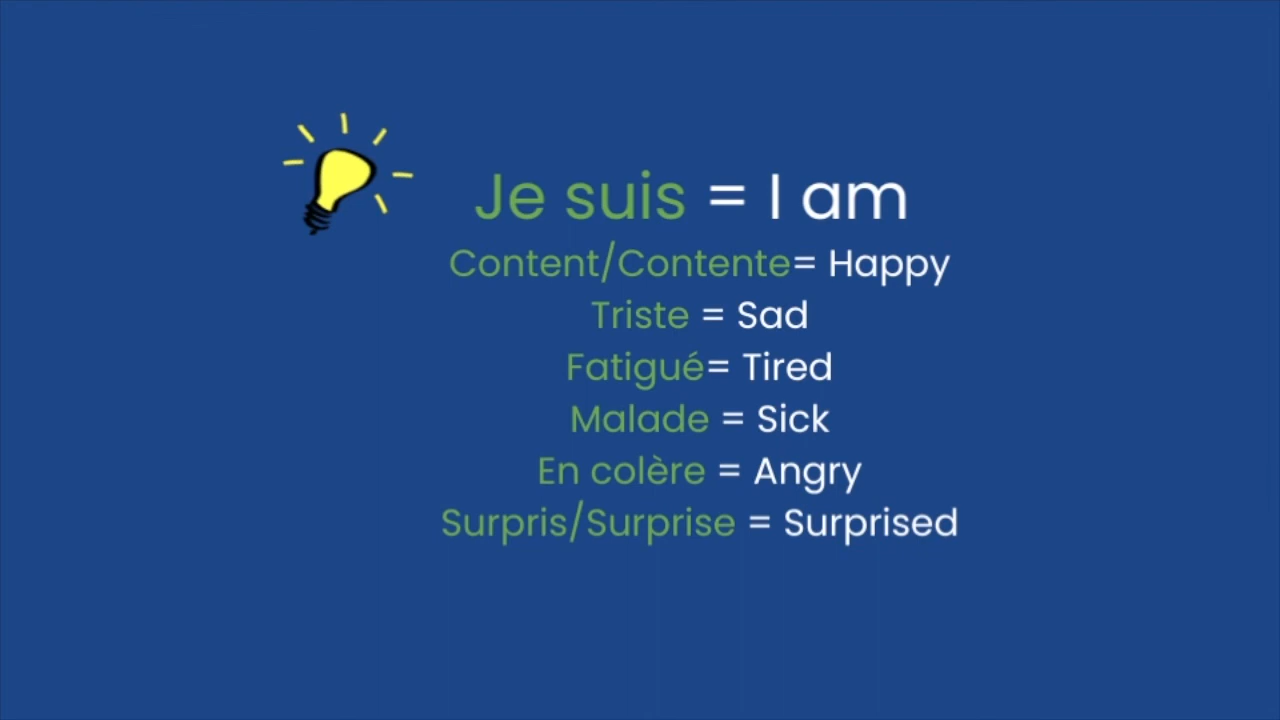 Je suis = I am
Content/Contente= Happy
Triste = Sad
Fatigué= Tired
Malade = Sick
En colère = Angry
Surpris/Surprise = Surprised